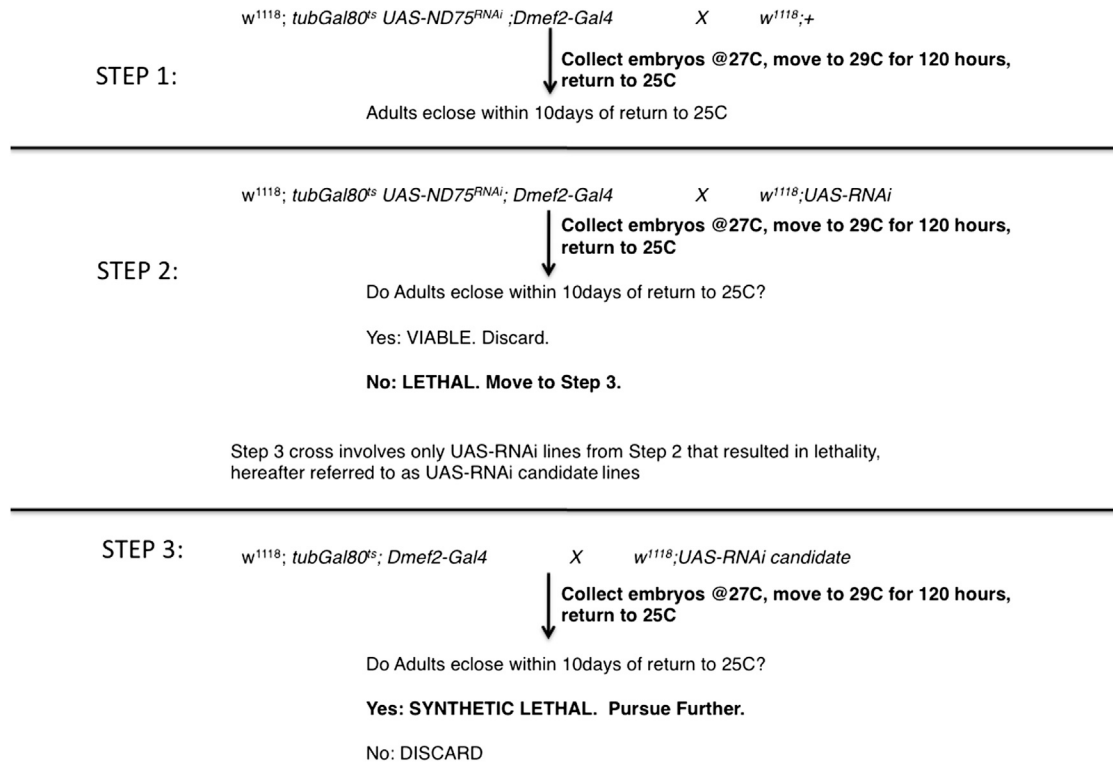 w1118; tubGal80ts UAS-ND75RNAi ;Dmef2-Gal4 X w1118;+
STEP 1:
Collect embryos @27C, move to 29C for 120 hours,
return to 25C
Adults eclose within 10days of return to 25C
w1118; tubGal80ts UAS-ND75RNAi; Dmef2-Gal4 X w1118;UAS-RNAi
Collect embryos @27C, move to 29C for 120 hours,
return to 25C
STEP 2:
Do Adults eclose within 10days of return to 25C?
Yes: VIABLE. Discard.
No: LETHAL. Move to Step 3.
Step 3 cross involves only UAS-RNAi lines from Step 2 that resulted in lethality,
hereafter referred to as UAS-RNAi candidate lines
STEP 3:
w1118; tubGal80ts; Dmef2-Gal4 X w1118;UAS-RNAi candidate
Collect embryos @27C, move to 29C for 120 hours,
return to 25C
Do Adults eclose within 10days of return to 25C?
Yes: SYNTHETIC LETHAL. Pursue Further.
No: DISCARD